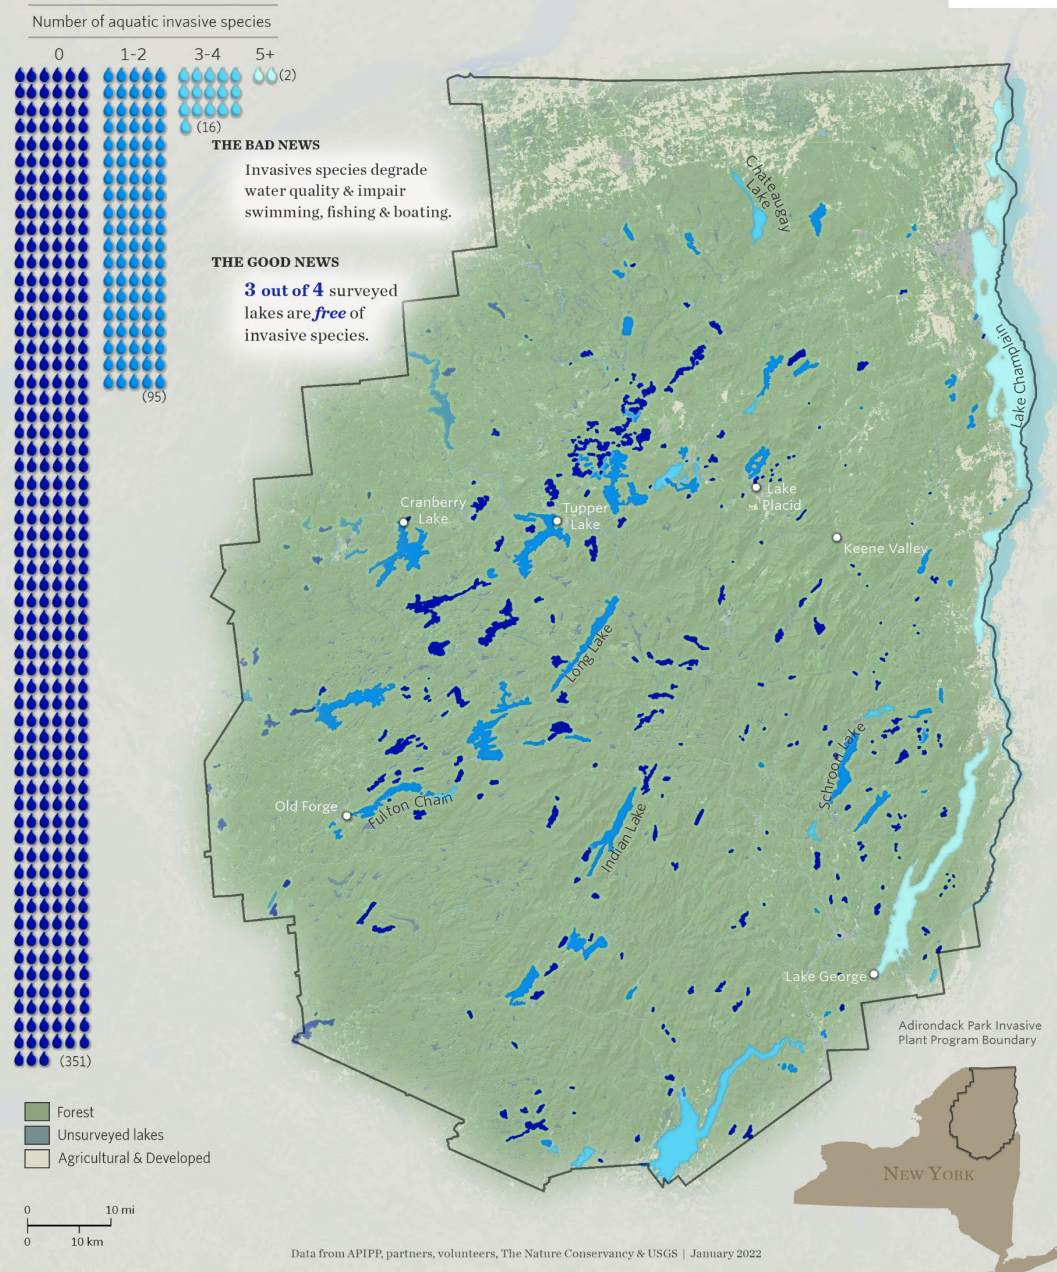 Number of aquatic invasive species
0
1-2
3-4
5+
(2)
(16)
(95)
(351)
THE BAD NEWS
Invasives species degrade
water quality & impair
swimming, fishing & boating.
THE GOOD NEWS
3 out of 4 surveyed
lakes are free of
invasive species.
Chateaugay
Lake
Lake Champlain
Cranberry
Lake
Tupper
Lake
Lake
Placid
Keene Valley
Long Lake
Schroon Lake
Old Forge
Fulton Chain
Indian Lake
Lake George
Adirondack Park Invasive
Plant Program Boundary
Forest
Unsurveyed lakes
Agricultural & Developed
New York
0
10 mi
0
10 km
Data from APIPP, partners, volunteers, The Nature Conservancy & USGS | January 2022